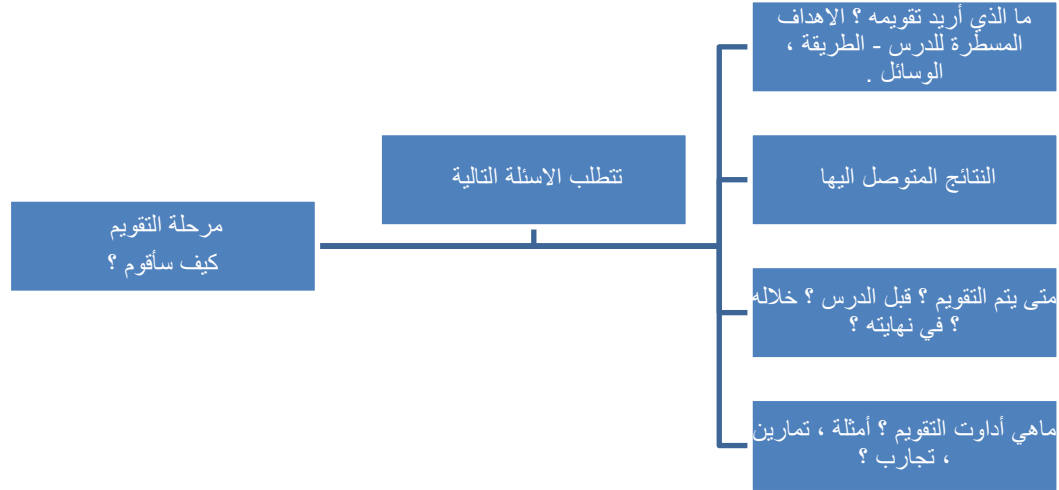 مرحلة التقويم
كيف سأقوم ؟
تتطلب الاسئلة التالية
ما الذي أريد تقويمه ؟ الاهداف
المسطرة للدرس - الطريقة ،
الوسائل .
النتائج المتوصل اليها
متى يتم التقويم ؟ قبل الدرس ؟ خلاله
؟ في نهايته ؟
ماهي أداوت التقويم ؟ أمثلة ، تمارين
، تجارب ؟